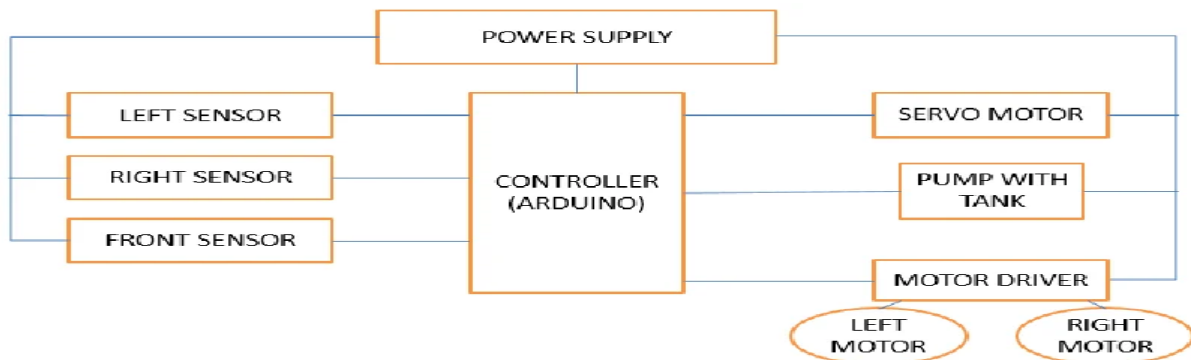 POWER SUPPLY
LEFT SENSOR
SERVO MOTOR
RIGHT SENSOR
CONTROLLER
(ARDUINO)
PUMP WITH
TANK
FRONT SENSOR
MOTOR DRIVER
LEFT
MOTOR
RIGHT
MOTOR